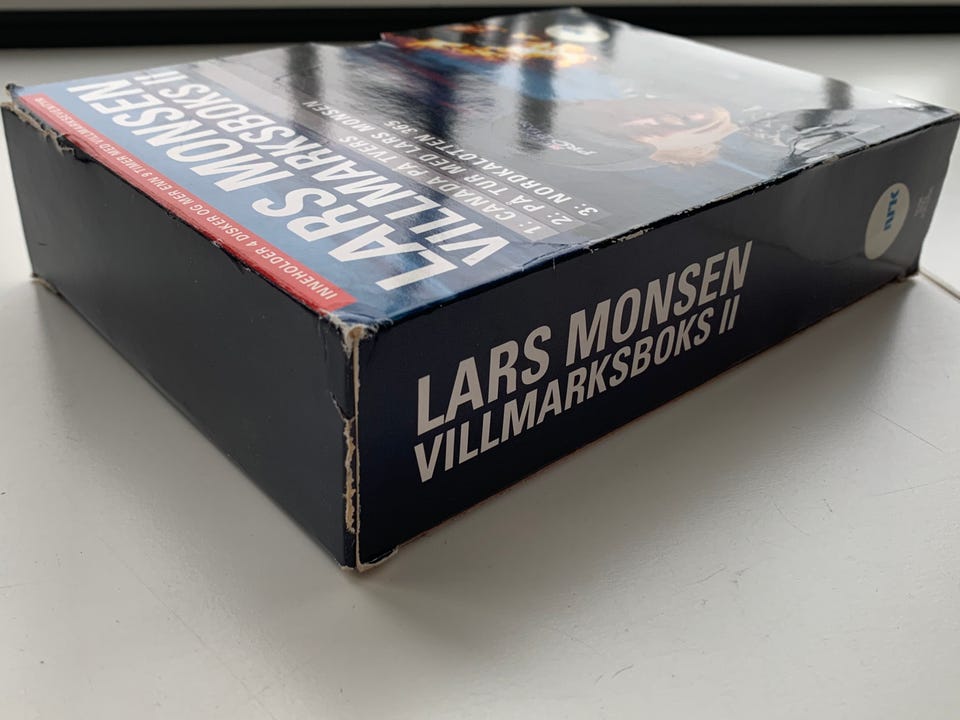 INNEHOLDER 4 DISKER OG MER ENN 9 TIMER MED VILLMARKSEVENTYR
LARS MONSEN
VILLMARKSBOKS II
1: CANADA PÅ TVERS
2: PÅ TUR MED LARS MONSEN
3: NORDKALOTTEN 365
LARS MONSEN
VILLMARKSBOKS II
nrk